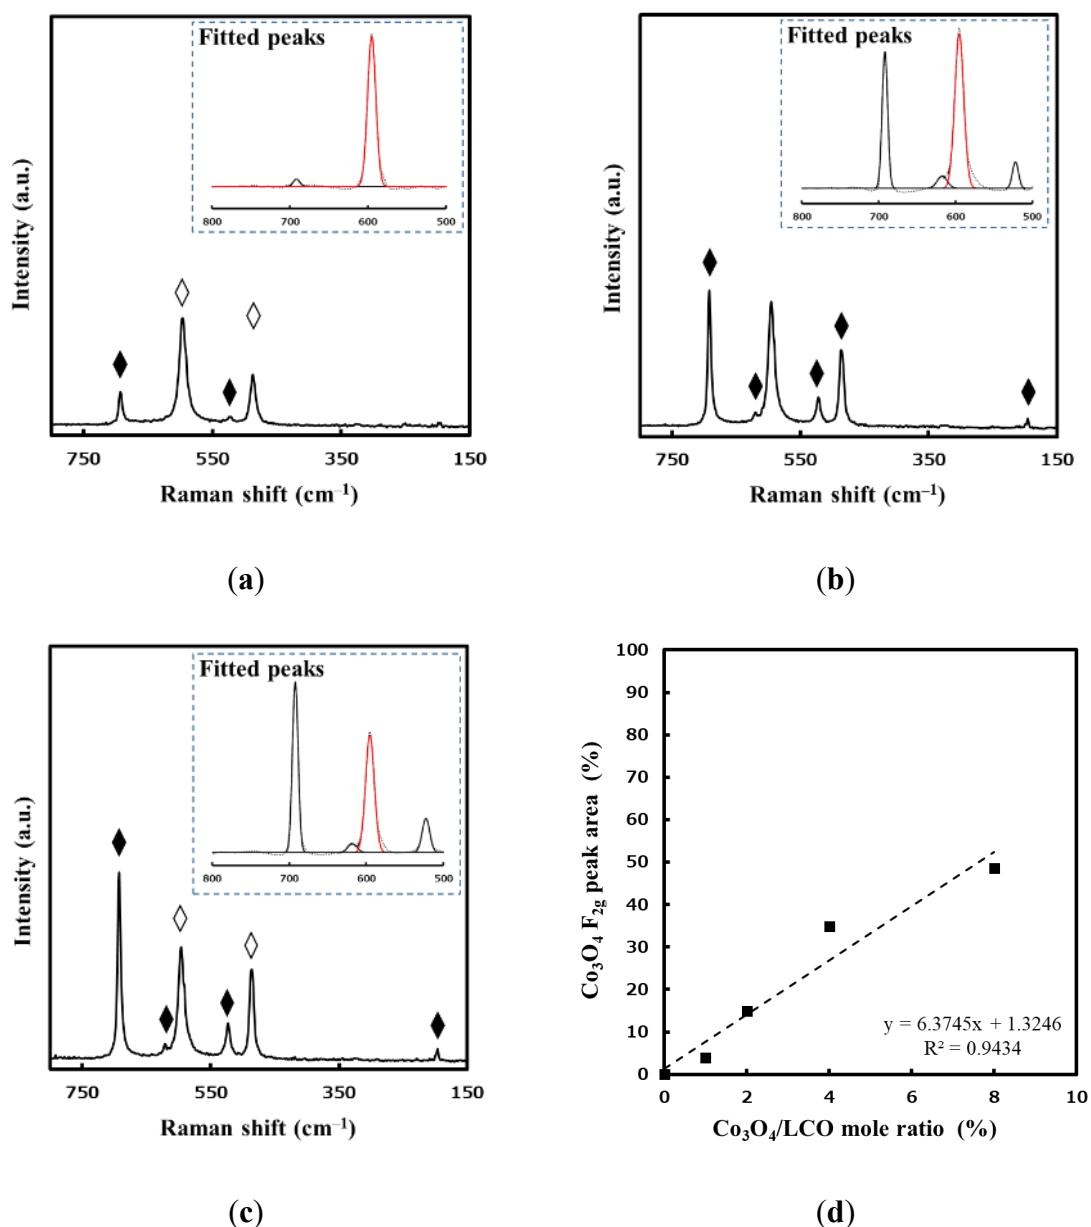 Fitted peaks
800 700 600 500
Intensity (a.u.)
750 550 350 150
Raman shift (cm⁻¹)
(a)
Fitted peaks
800 700 600 500
Intensity (a.u.)
750 550 350 150
Raman shift (cm⁻¹)
(b)
Fitted peaks
800 700 600 500
Intensity (a.u.)
750 550 350 150
Raman shift (cm⁻¹)
(c)
Co₃O₄ F₂g peak area (%)
100
90
80
70
60
50
40
30
20
10
0
y = 6.3745x + 1.3246
R² = 0.9434
0 2 4 6 8 10
Co₃O₄/LCO mole ratio (%)
(d)